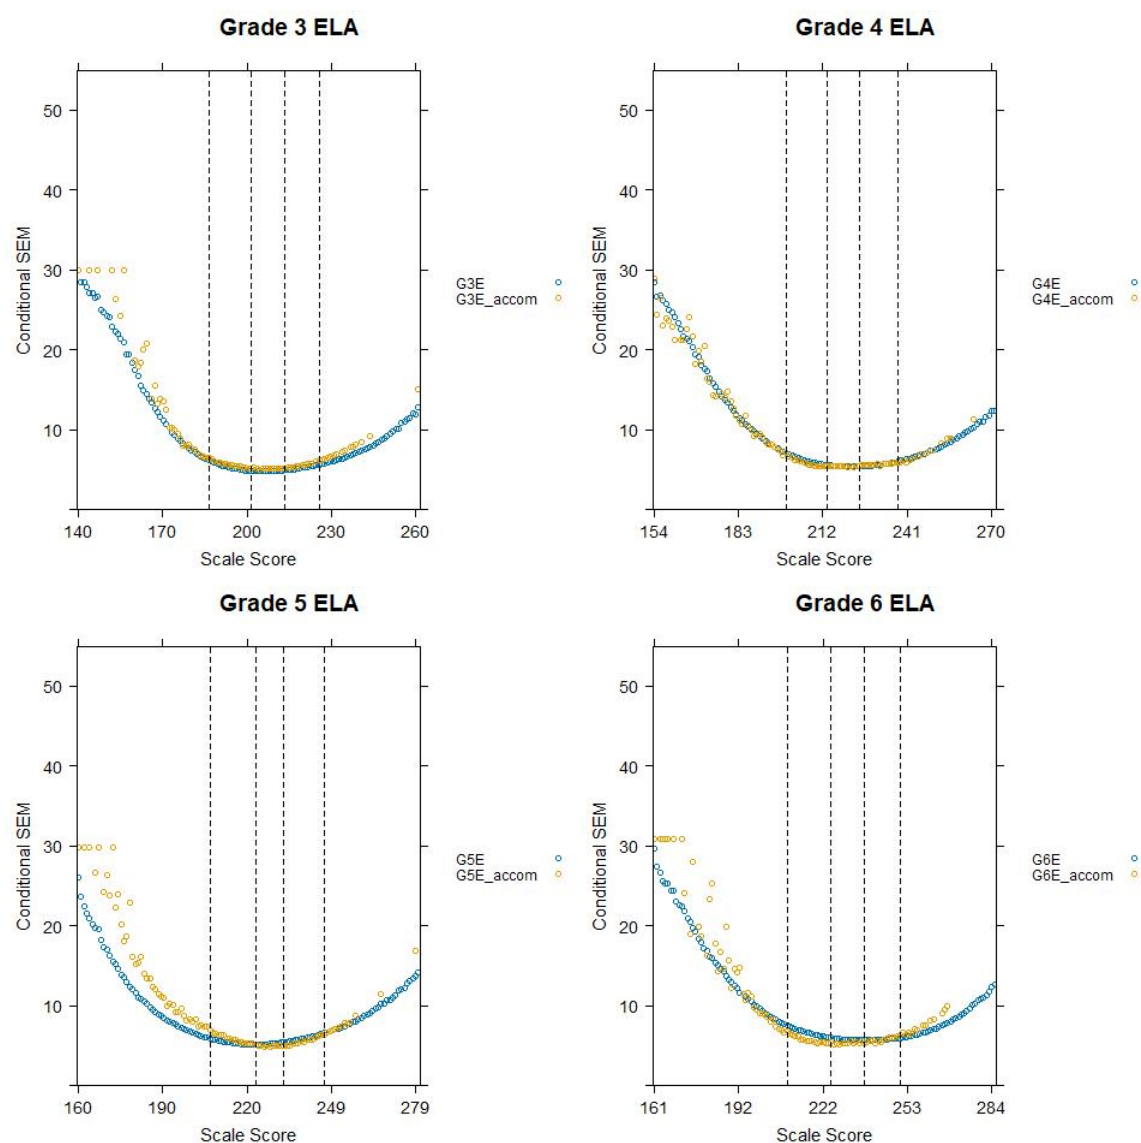 Grade 3 ELA
50
40
30
20
10
Conditional SEM
140 170 200 230 260
Scale Score
G3E
G3E_accom
Grade 4 ELA
50
40
30
20
10
Conditional SEM
154 183 212 241 270
Scale Score
G4E
G4E_accom
Grade 5 ELA
50
40
30
20
10
Conditional SEM
160 190 220 249 279
Scale Score
G5E
G5E_accom
Grade 6 ELA
50
40
30
20
10
Conditional SEM
161 192 222 253 284
Scale Score
G6E
G6E_accom